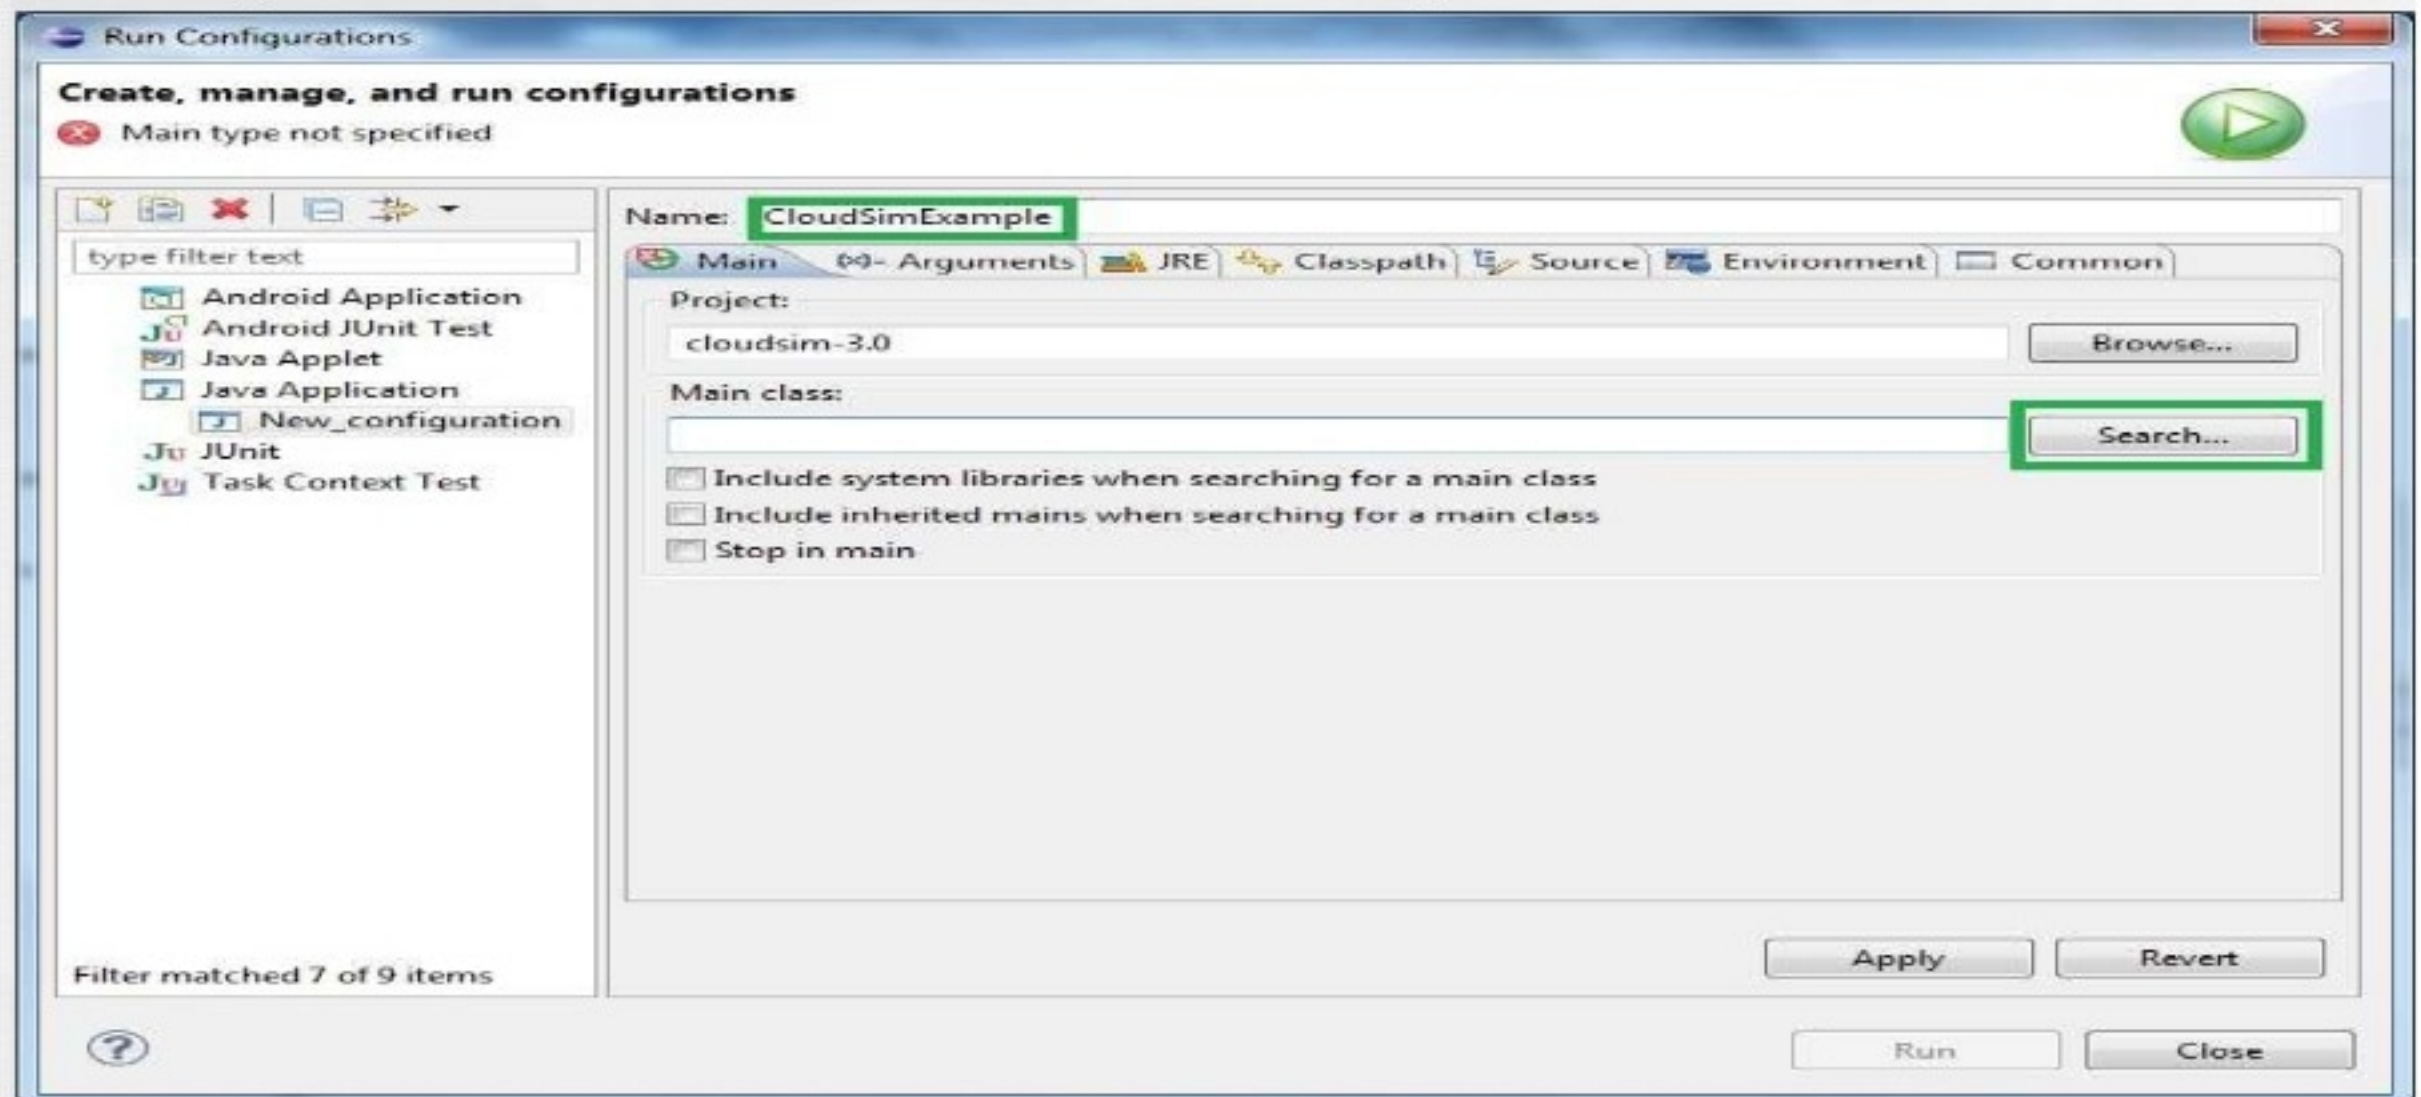 Run Configurations
Create, manage, and run configurations
Main type not specified
type filter text
Android Application
Android JUnit Test
Java Applet
Java Application
New_configuration
JUnit
Task Context Test
Filter matched 7 of 9 items
Name: CloudSimExample
Main Arguments JRE Classpath Source Environment Common
Project:
cloudsim-3.0 Browse...
Main class:
Search...
Include system libraries when searching for a main class
Include inherited mains when searching for a main class
Stop in main
Apply Revert
Run Close